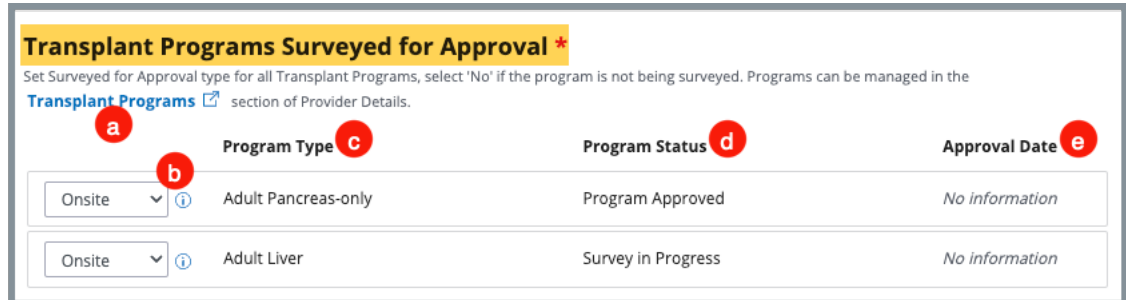 Transplant Programs Surveyed for Approval *
Set Surveyed for Approval type for all Transplant Programs, select 'No' if the program is not being surveyed. Programs can be managed in the
Transplant Programs section of Provider Details.
a
b
Program Type c Program Status d Approval Date e
Onsite Adult Pancreas-only Program Approved No information
Onsite Adult Liver Survey in Progress No information